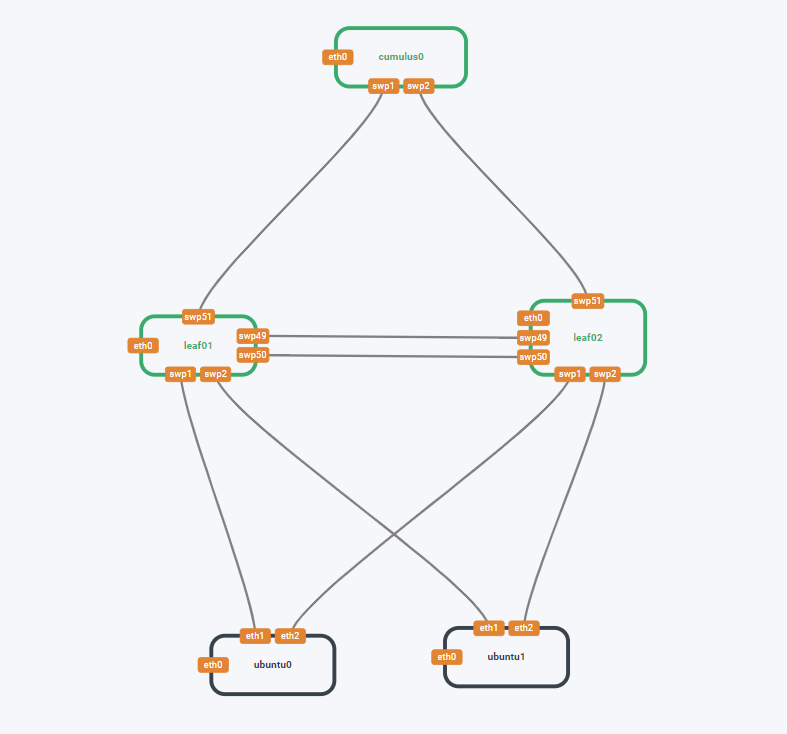 eth0 cumulus0
swp1 swp2
swp51 swp51
eth0 leaf01 swp49 swp50
eth0 swp49 swp50 leaf02
swp1 swp2 swp1 swp2
eth1 eth2 eth1 eth2
eth0 ubuntu0 eth0 ubuntu1